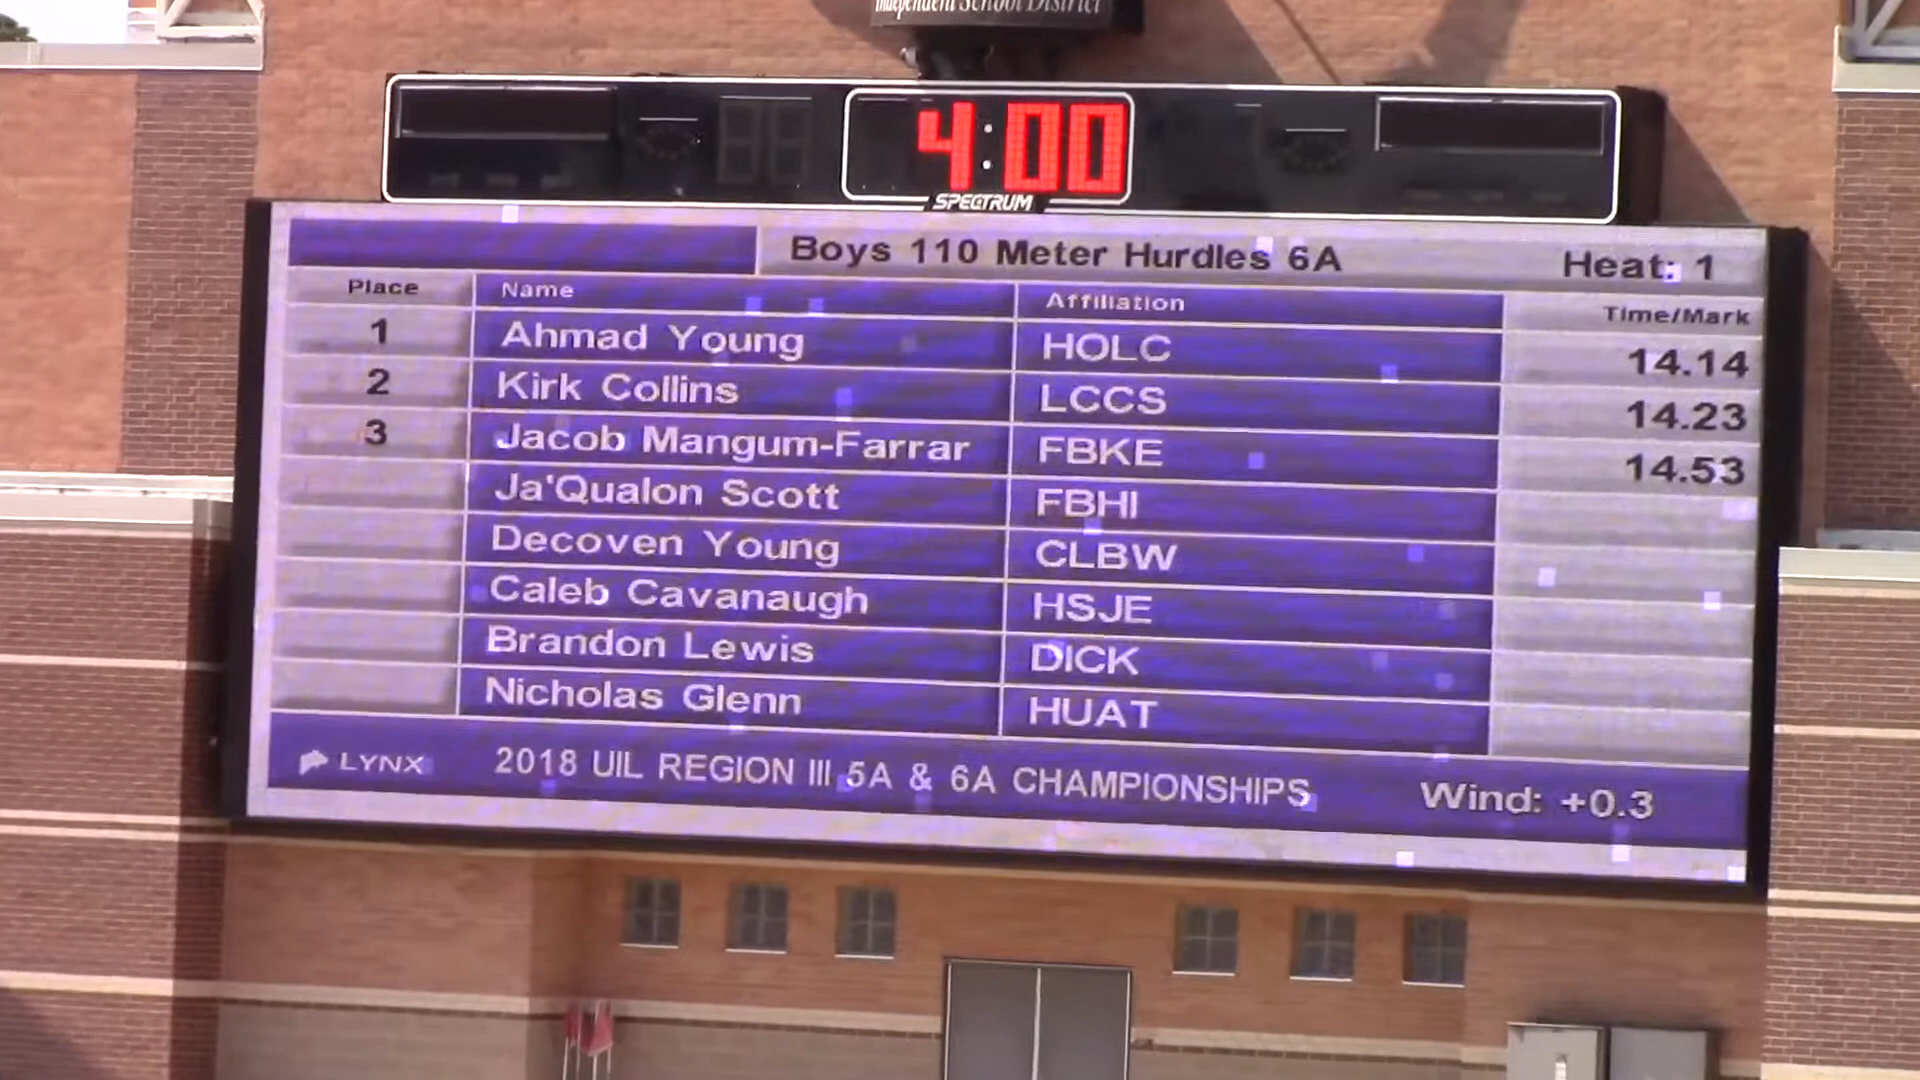 Independent School District
4:00
SPECTRUM
Boys 110 Meter Hurdles 6A Heat: 1
Place Name Affiliation Time/Mark
1 Ahmad Young HOLC 14.14
2 Kirk Collins LCCS 14.23
3 Jacob Mangum-Farrar FBKE 14.53
Ja'Qualon Scott FBHI
Decoven Young CLBW
Caleb Cavanaugh HSJE
Brandon Lewis DICK
Nicholas Glenn HUAT
LYNX 2018 UIL REGION III 5A & 6A CHAMPIONSHIPS Wind: +0.3